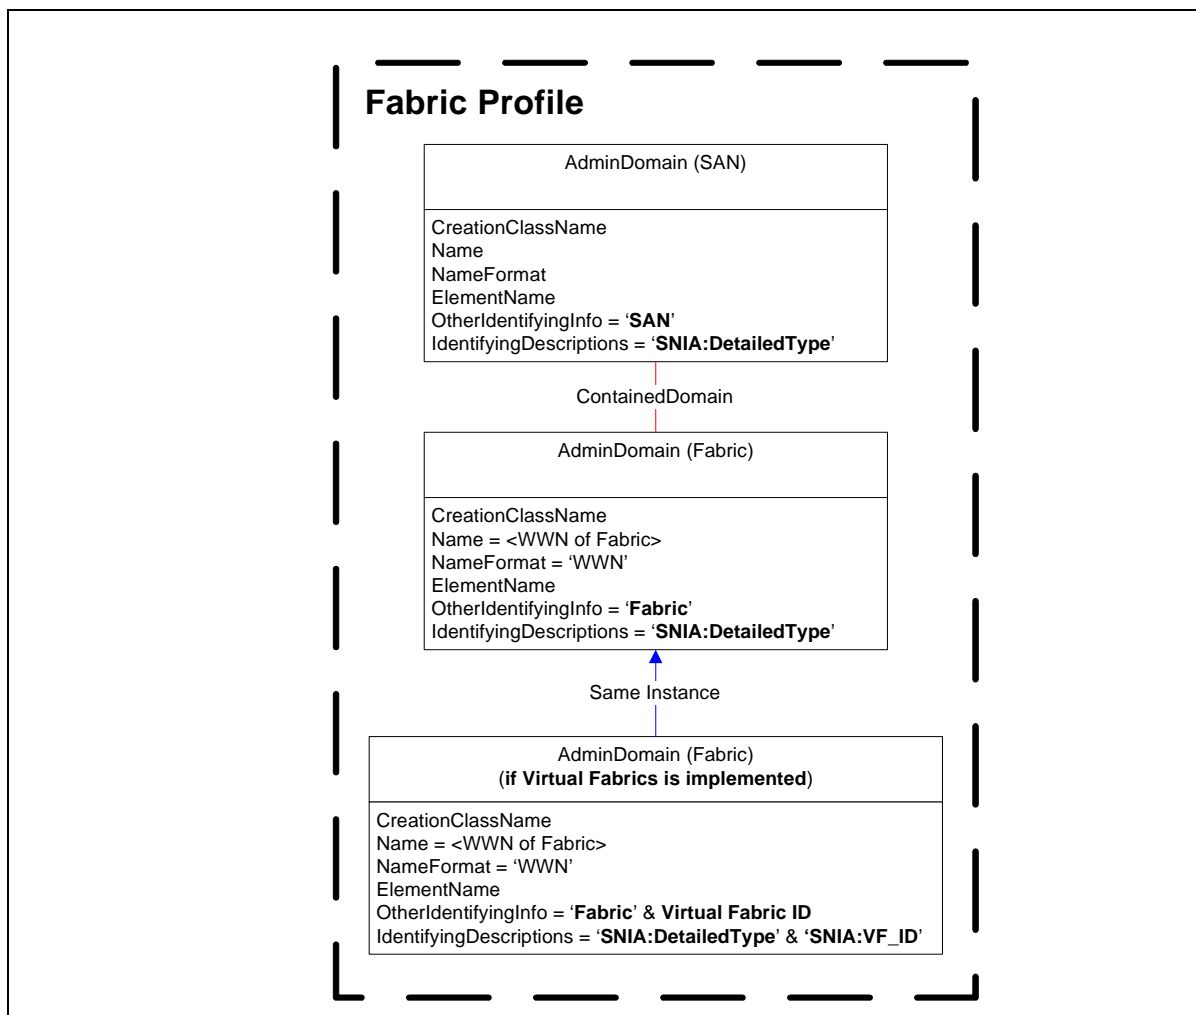 Fabric Profile
AdminDomain (SAN)
CreationClassName
Name
NameFormat
ElementName
OtherIdentifyingInfo = ‘SAN’
IdentifyingDescriptions = ‘SNIA:DetailedType’
ContainedDomain
AdminDomain (Fabric)
CreationClassName
Name = <WWN of Fabric>
NameFormat = ‘WWN’
ElementName
OtherIdentifyingInfo = ‘Fabric’
IdentifyingDescriptions = ‘SNIA:DetailedType’
Same Instance
AdminDomain (Fabric)
(if Virtual Fabrics is implemented)
CreationClassName
Name = <WWN of Fabric>
NameFormat = ‘WWN’
ElementName
OtherIdentifyingInfo = ‘Fabric’ & Virtual Fabric ID
IdentifyingDescriptions = ‘SNIA:DetailedType’ & ‘SNIA:VF_ID’